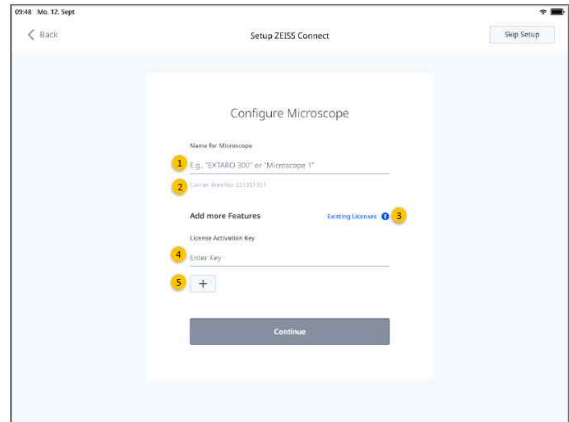 09:48 Mo. 12. Sept
Back
Setup ZEISS Connect
Skip Setup
Configure Microscope
Name for Microscope
1
E.g., "EXTARO 300" or "Microscope 1"
2
Add more Features
Existing Licenses
3
License Activation Key
4
Enter Key
5
+
Continue